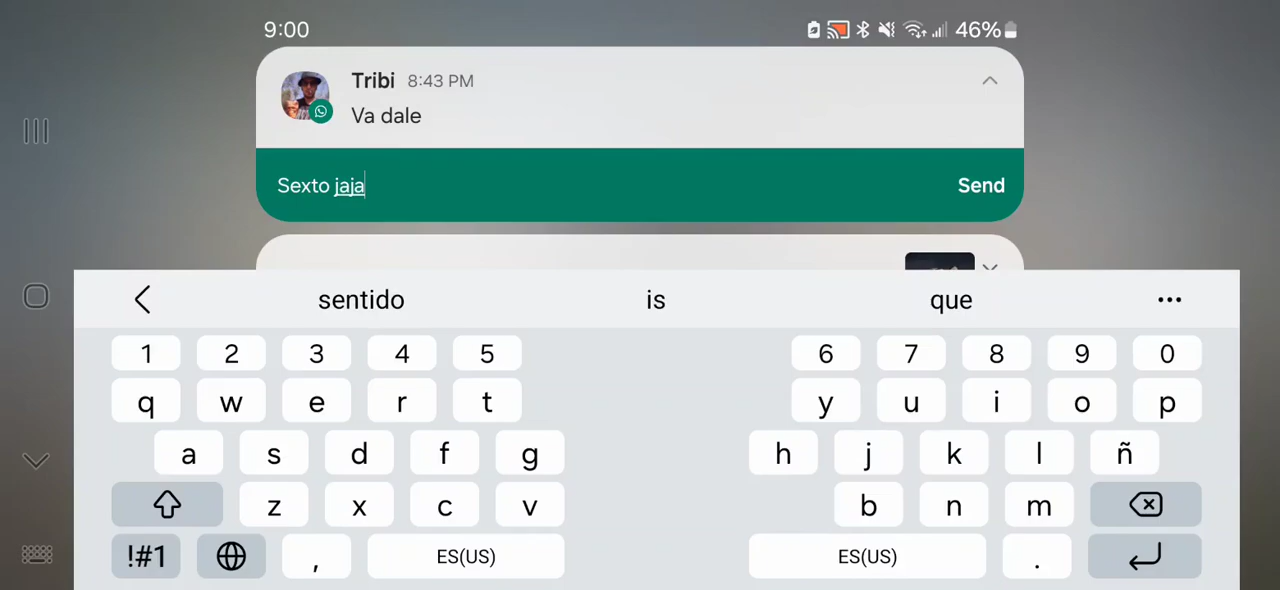 9:00 46%
Tribi 8:43 PM
Va dale
Sexto jaja Send
sentido is que ...
1 2 3 4 5 6 7 8 9 0
q w e r t y u i o p
a s d f g h j k l ñ
z x c v b n m
!#1 , ES(US) ES(US) .